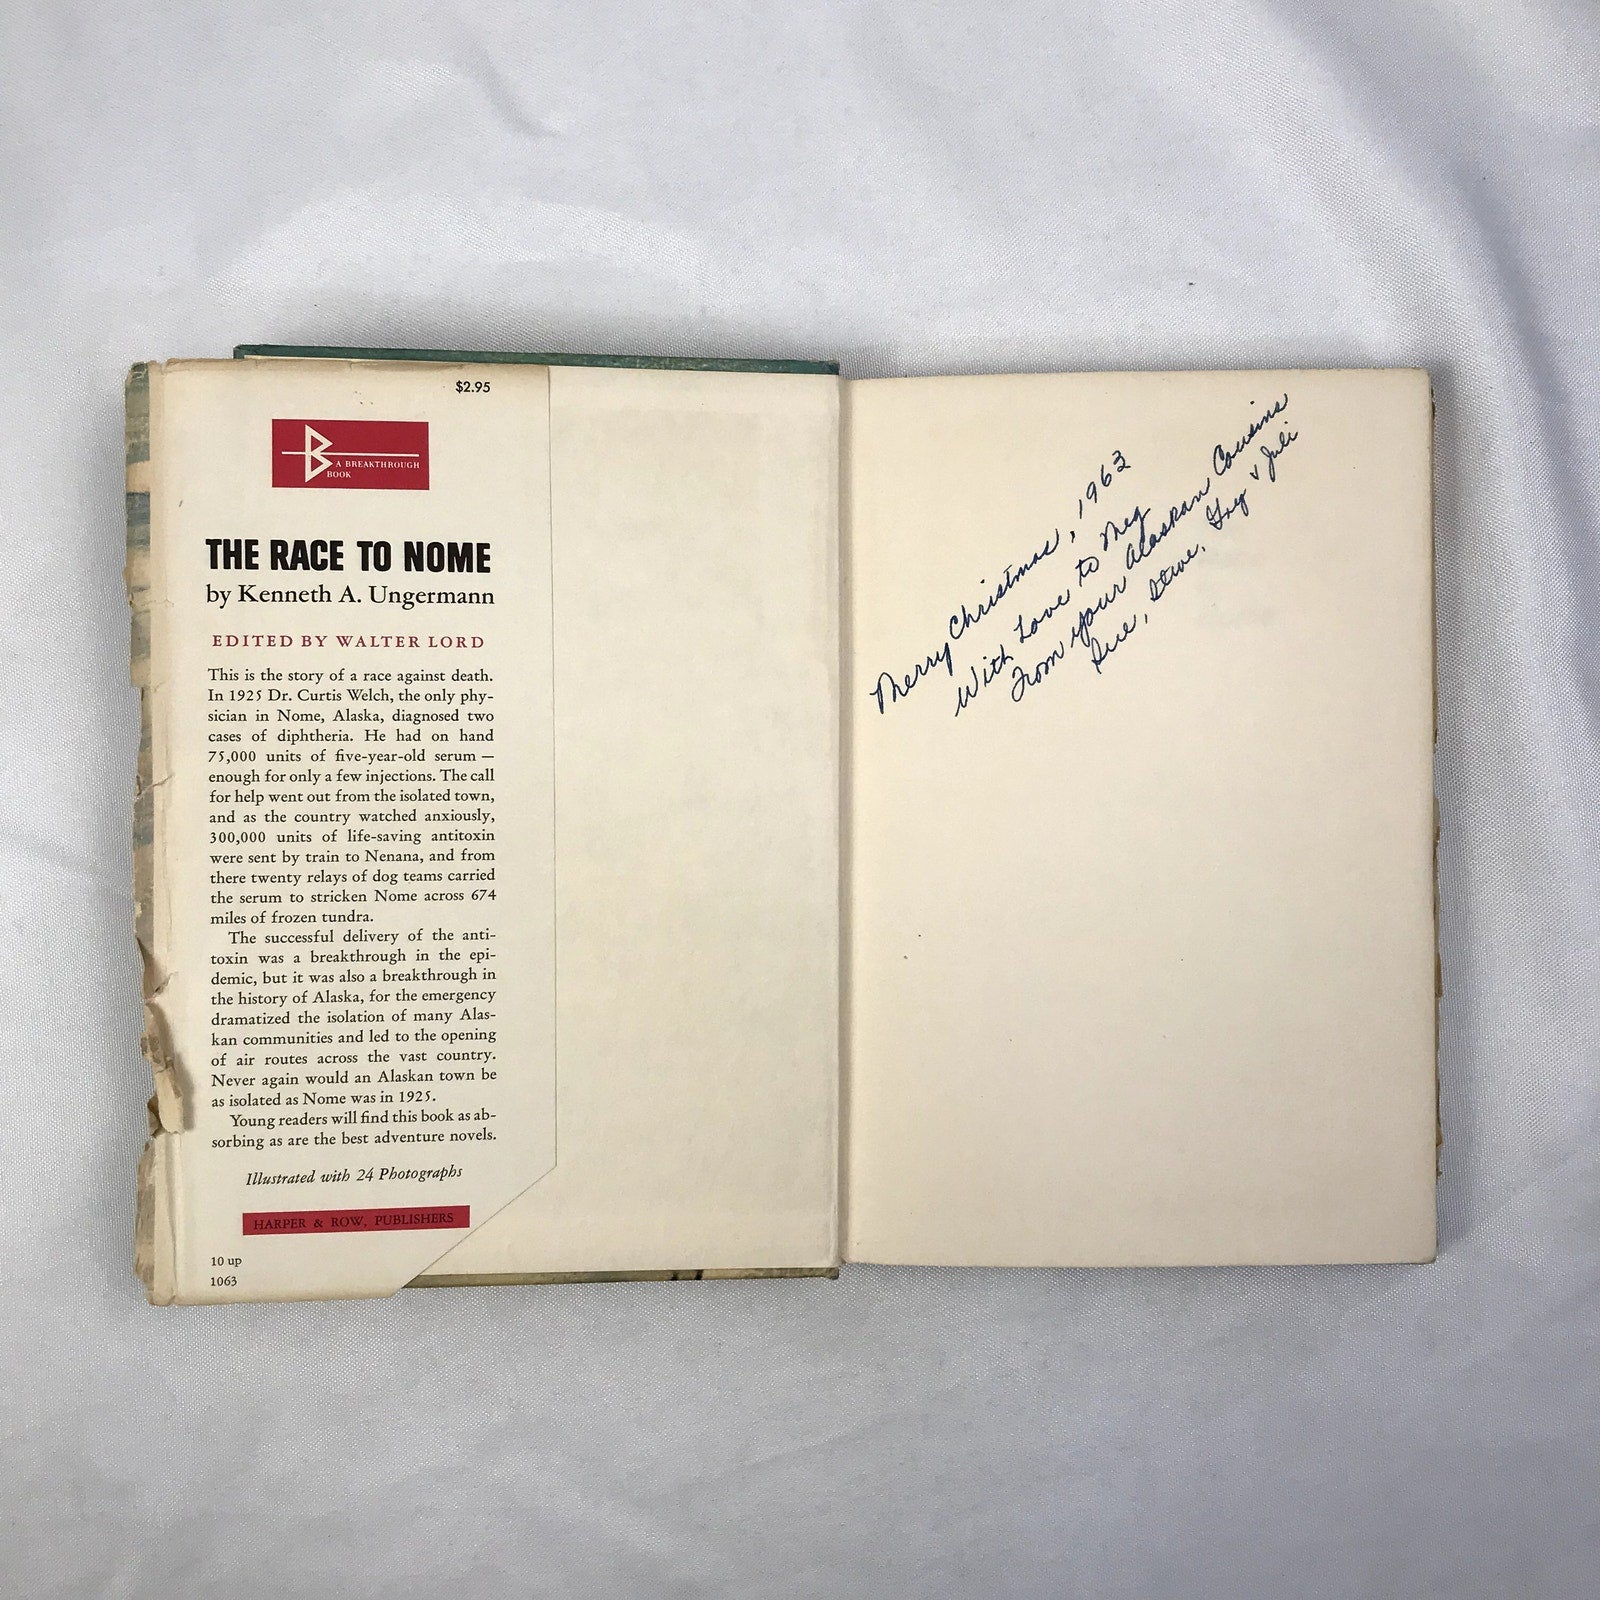 $2.95
B
A BREAKTHROUGH
BOOK
THE RACE TO NOME
by Kenneth A. Ungermann
EDITED BY WALTER LORD
This is the story of a race against death.
In 1925 Dr. Curtis Welch, the only phy-
sician in Nome, Alaska, diagnosed two
cases of diphtheria. He had on hand
75,000 units of five-year-old serum —
enough for only a few injections. The call
for help went out from the isolated town,
and as the country watched anxiously,
300,000 units of life-saving antitoxin
were sent by train to Nenana, and from
there twenty relays of dog teams carried
the serum to stricken Nome across 674
miles of frozen tundra.
The successful delivery of the anti-
toxin was a breakthrough in the epi-
demic, but it was also a breakthrough in
the history of Alaska, for the emergency
dramatized the isolation of many Alas-
kan communities and led to the opening
of air routes across the vast country.
Never again would an Alaskan town be
as isolated as Nome was in 1925.
Young readers will find this book as ab-
sorbing as are the best adventure novels.
Illustrated with 24 Photographs
HARPER & ROW, PUBLISHERS
10 up
1063
Merry Christmas, 1963
With Love to Meg
From your Alaskan Cousins
Sue, Steve, Greg & Juli